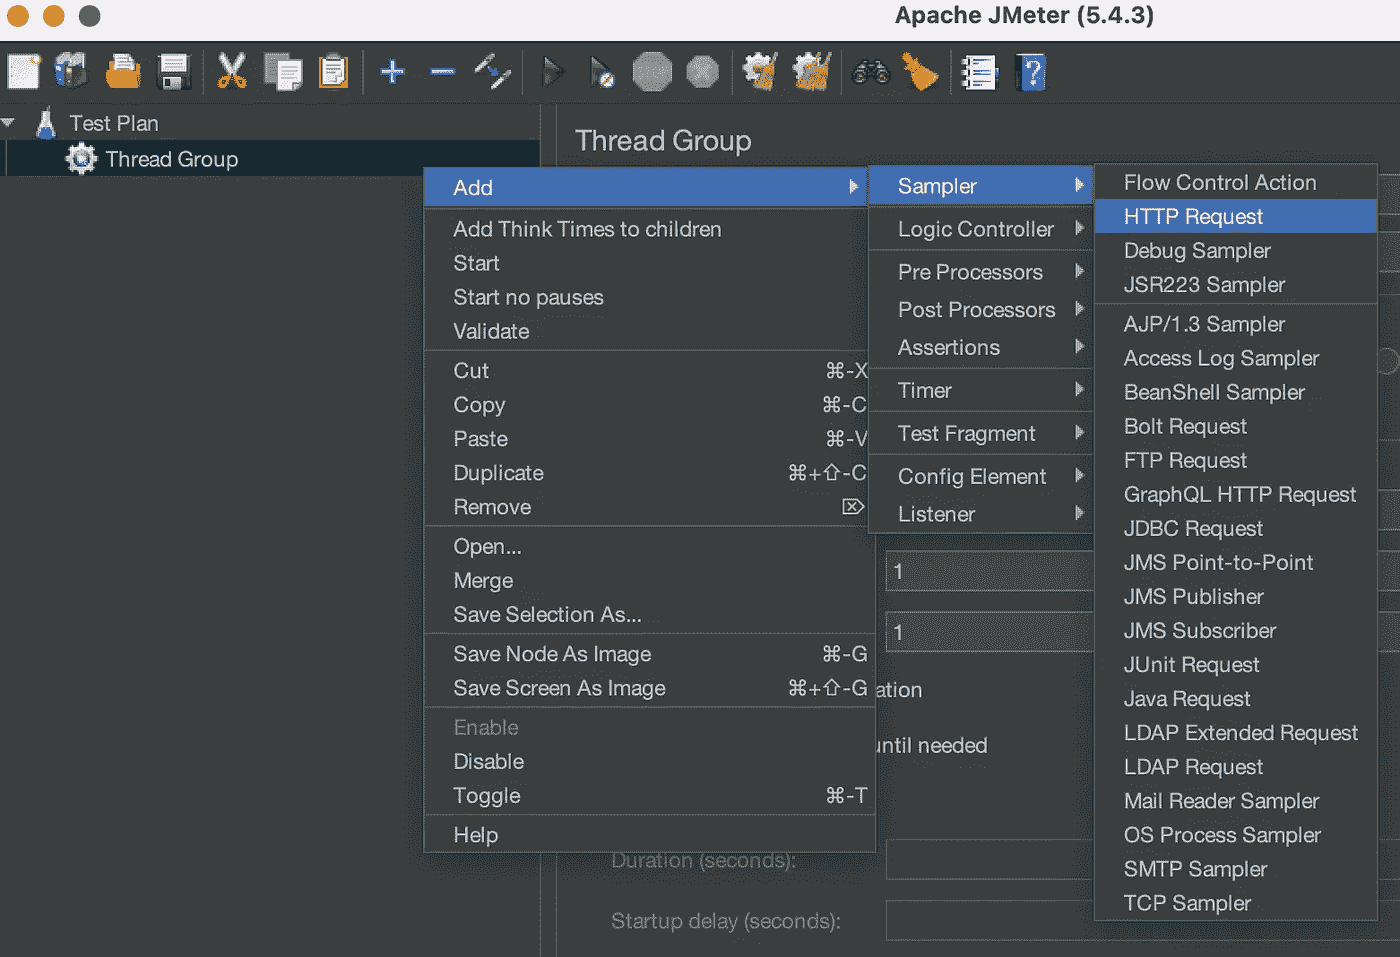 Apache JMeter (5.4.3)
Test Plan
Thread Group
Thread Group
Add
Add Think Times to children
Start
Start no pauses
Validate
Cut ⌘-X
Copy ⌘-C
Paste ⌘-V
Duplicate ⌘+⇧-C
Remove ⌦
Open...
Merge
Save Selection As...
Save Node As Image ⌘-G
Save Screen As Image ⌘+⇧-G
Enable
Disable
Toggle ⌘-T
Help
Sampler
Logic Controller
Pre Processors
Post Processors
Assertions
Timer
Test Fragment
Config Element
Listener
Flow Control Action
HTTP Request
Debug Sampler
JSR223 Sampler
AJP/1.3 Sampler
Access Log Sampler
BeanShell Sampler
Bolt Request
FTP Request
GraphQL HTTP Request
JDBC Request
JMS Point-to-Point
JMS Publisher
JMS Subscriber
JUnit Request
Java Request
LDAP Extended Request
LDAP Request
Mail Reader Sampler
OS Process Sampler
SMTP Sampler
TCP Sampler
1
1
ation
until needed
Duration (seconds):
Startup delay (seconds):